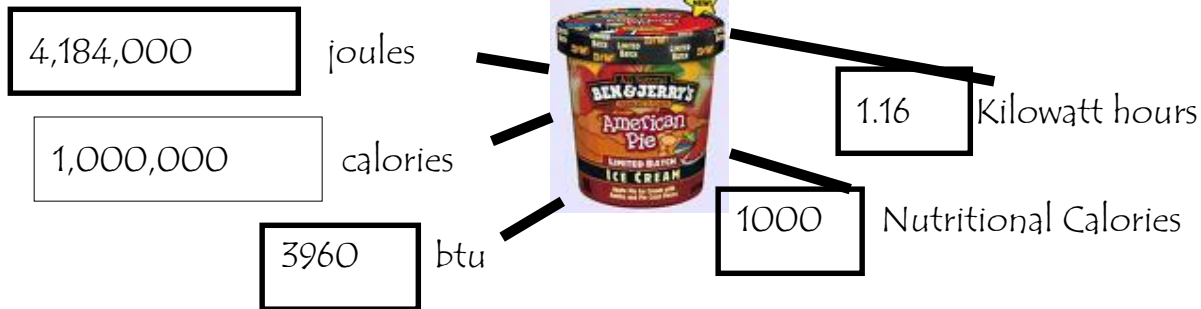 4,184,000 joules
1,000,000 calories
3960 btu
NEW!
BEN & JERRY'S
American
Pie
LIMITED BATCH
ICE CREAM
1.16 Kilowatt hours
1000 Nutritional Calories